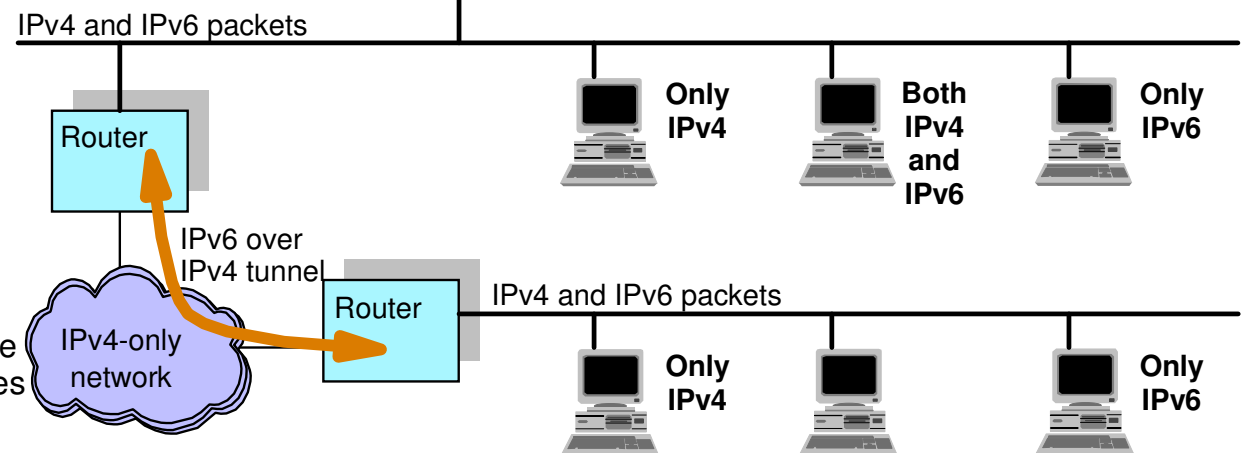 IPv4 and IPv6 packets
Only
IPv4
Both
IPv4
and
IPv6
Only
IPv6
Router
IPv6 over
IPv4 tunnel
Router
IPv4 and IPv6 packets
IPv4-only
network
Only
IPv4
Only
IPv6